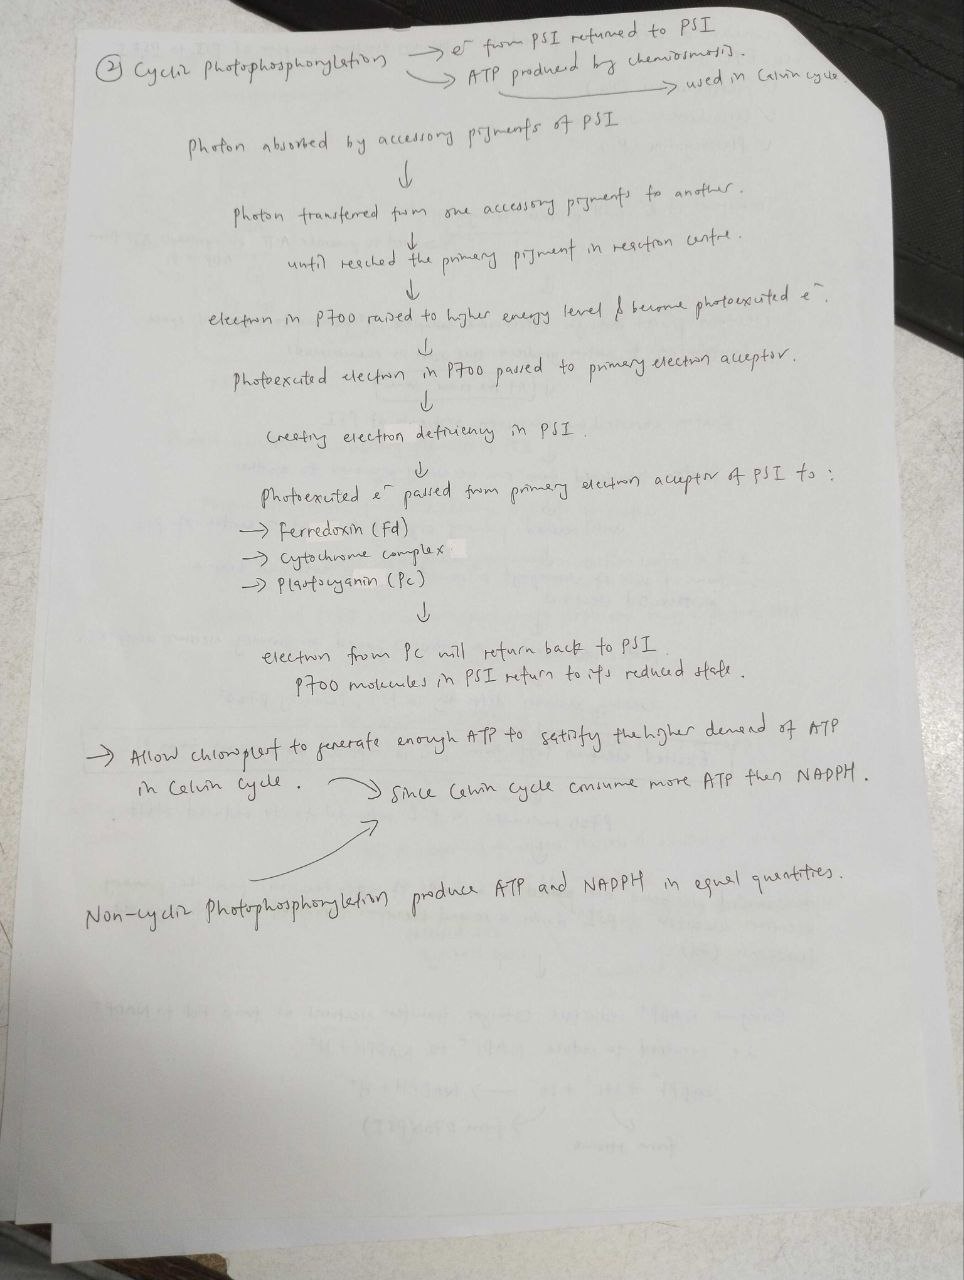 ② Cyclic Photophosphorylation → e⁻ from PSI returned to PSI
→ ATP produced by chemiosmosis.
→ used in Calvin cycle.
Photon absorbed by accessory pigments of PSI
↓
Photon transferred from one accessory pigments to another.
↓
until reached the primary pigment in reaction centre.
↓
electron in P700 raised to higher energy level & become photoexcited e⁻.
↓
Photoexcited electron in P700 passed to primary electron acceptor.
↓
Creating electron deficiency in PSI.
↓
Photoexcited e⁻ passed from primary electron acceptor of PSI to :
→ Ferredoxin (Fd)
→ Cytochrome complex
→ Plastocyanin (Pc)
↓
electron from Pc will return back to PSI.
P700 molecules in PSI return to its reduced state.
→ Allow chloroplast to generate enough ATP to satisfy the higher demand of ATP
in Calvin Cycle. → Since Calvin cycle consume more ATP than NADPH.
Non-cyclic Photophosphorylation produce ATP and NADPH in equal quantities.